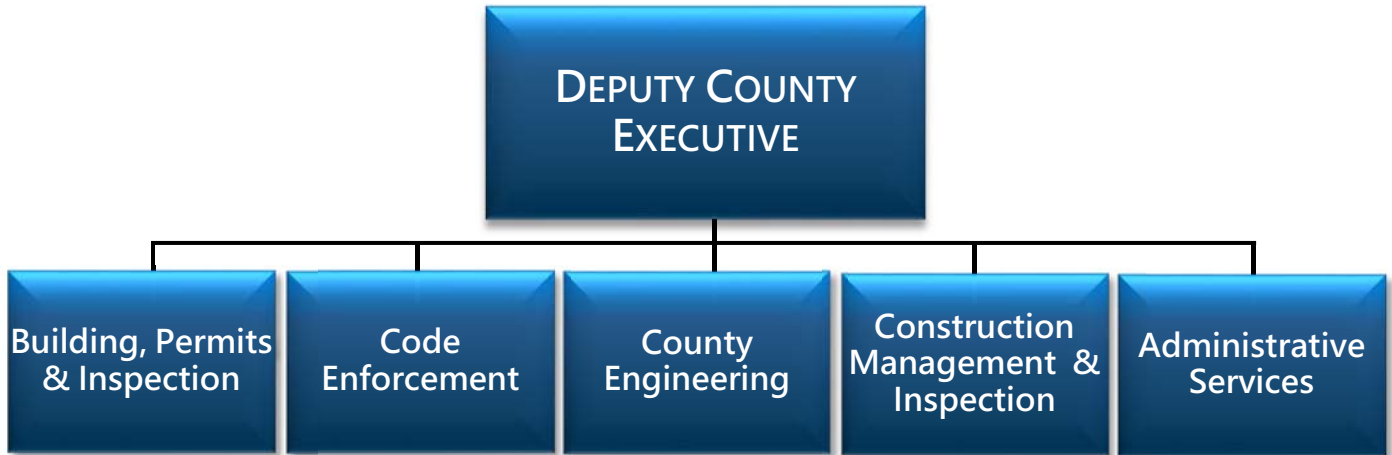 DEPUTY COUNTY
EXECUTIVE
Building, Permits
& Inspection
Code
Enforcement
County
Engineering
Construction
Management &
Inspection
Administrative
Services